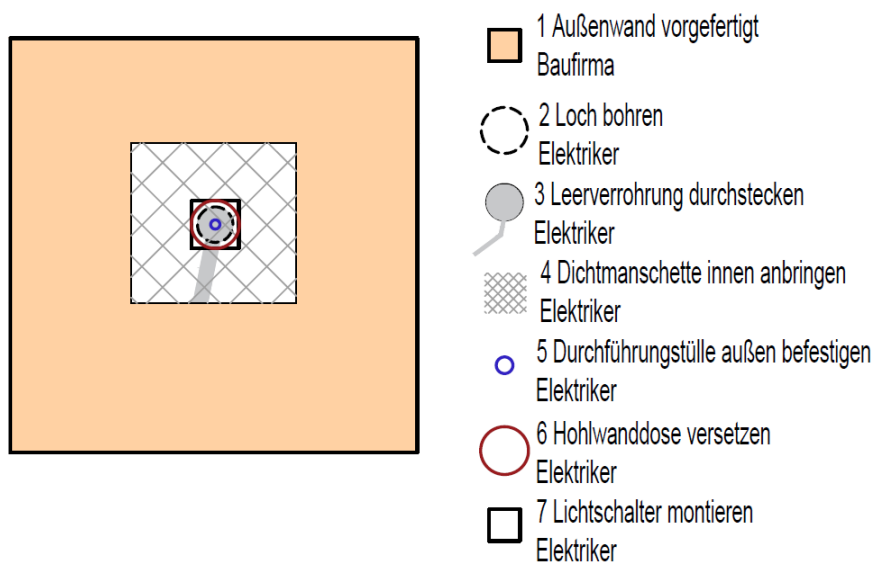 1 Außenwand vorgefertigt
Baufirma
2 Loch bohren
Elektriker
3 Leerverrohrung durchstecken
Elektriker
4 Dichtmanschette innen anbringen
Elektriker
5 Durchführungstülle außen befestigen
Elektriker
6 Hohlwanddose versetzen
Elektriker
7 Lichtschalter montieren
Elektriker